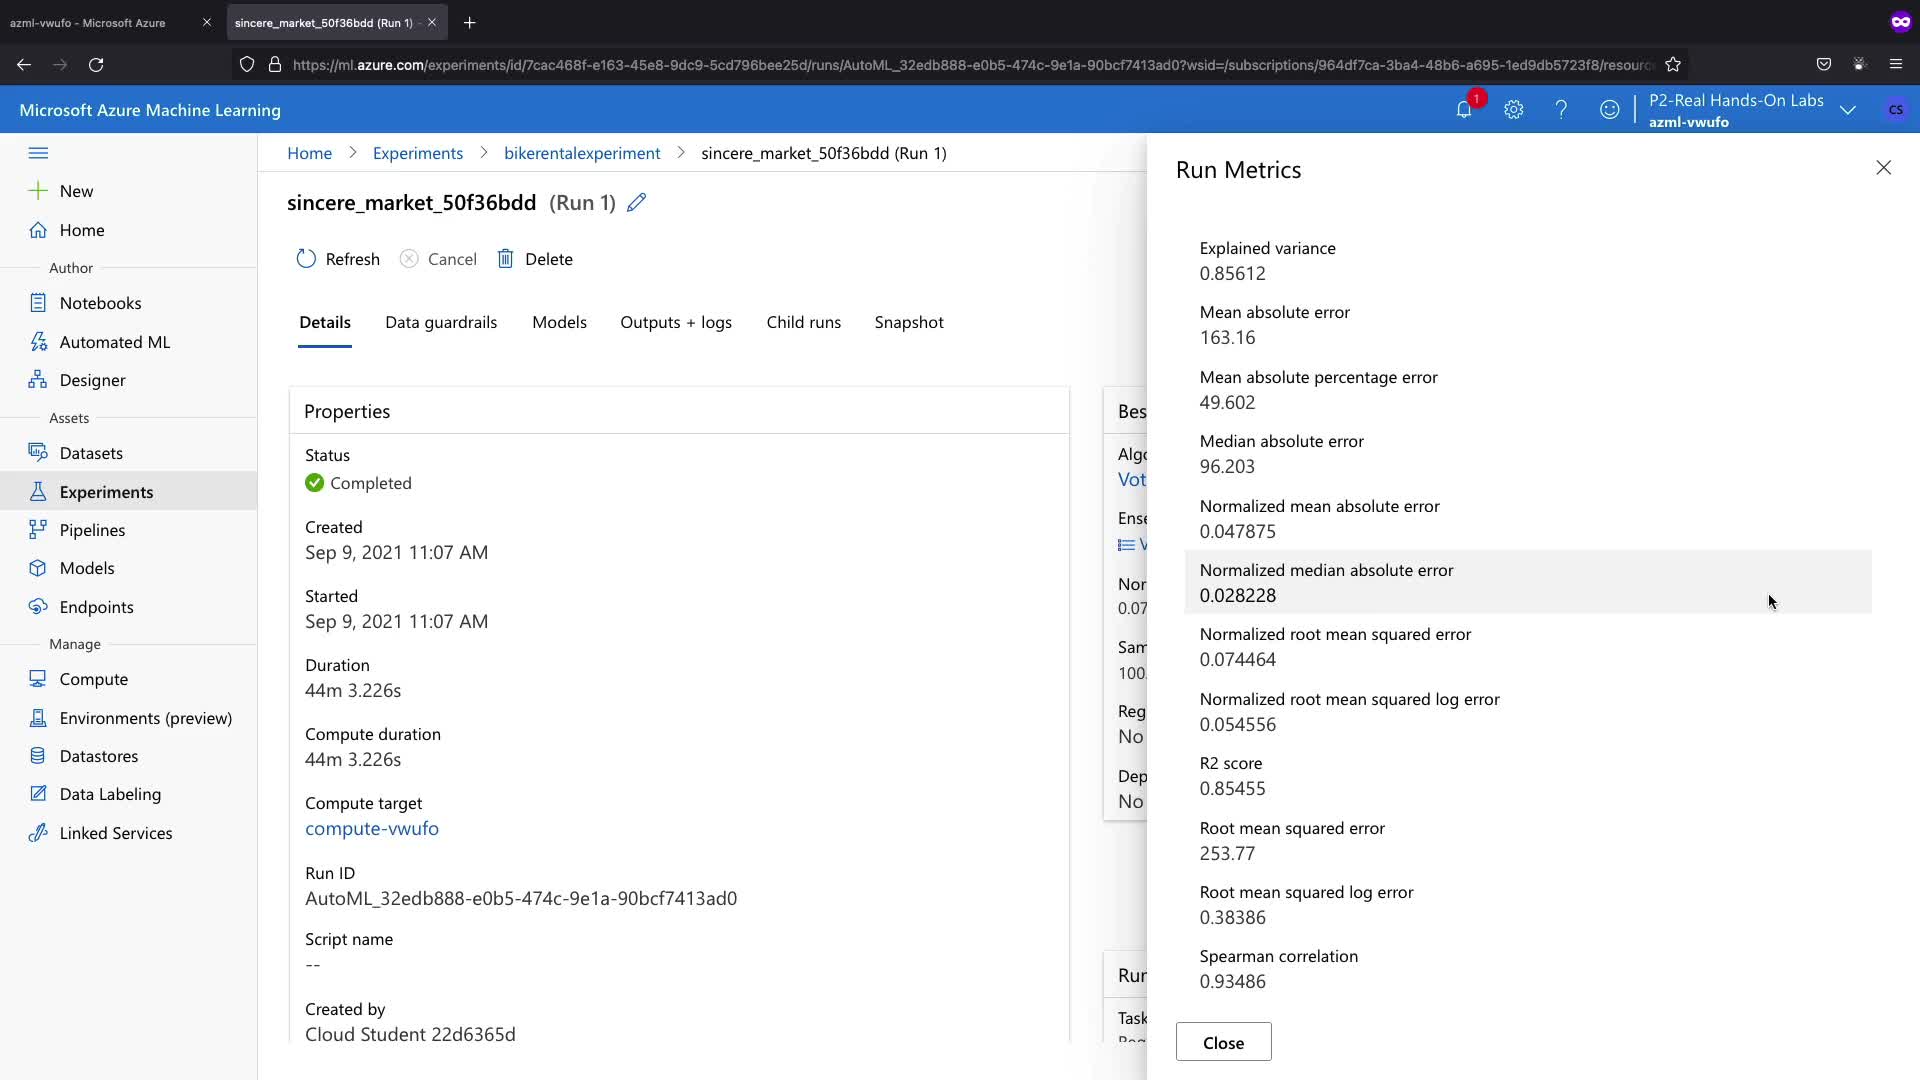 azml-vwufo - Microsoft Azure
sincere_market_50f36bdd (Run 1)
https://ml.azure.com/experiments/id/7cac468f-e163-45e8-9dc9-5cd796bee25d/runs/AutoML_32edb888-e0b5-474c-9e1a-90bcf7413ad0?wsid=/subscriptions/964df7ca-3ba4-48b6-a695-1ed9db5723f8/resourc
Microsoft Azure Machine Learning
1
P2-Real Hands-On Labs
azml-vwufo
CS
New
Home
Author
Notebooks
Automated ML
Designer
Assets
Datasets
Experiments
Pipelines
Models
Endpoints
Manage
Compute
Environments (preview)
Datastores
Data Labeling
Linked Services
Home > Experiments > bikerentalexperiment > sincere_market_50f36bdd (Run 1)
sincere_market_50f36bdd (Run 1)
Refresh Cancel Delete
Details Data guardrails Models Outputs + logs Child runs Snapshot
Properties
Status
Completed
Created
Sep 9, 2021 11:07 AM
Started
Sep 9, 2021 11:07 AM
Duration
44m 3.226s
Compute duration
44m 3.226s
Compute target
compute-vwufo
Run ID
AutoML_32edb888-e0b5-474c-9e1a-90bcf7413ad0
Script name
--
Created by
Cloud Student 22d6365d
Bes
Algo
Vot
Ense
V
Nor
0.07
Sam
100.
Reg
No
Dep
No
Run
Task
Run Metrics
Explained variance
0.85612
Mean absolute error
163.16
Mean absolute percentage error
49.602
Median absolute error
96.203
Normalized mean absolute error
0.047875
Normalized median absolute error
0.028228
Normalized root mean squared error
0.074464
Normalized root mean squared log error
0.054556
R2 score
0.85455
Root mean squared error
253.77
Root mean squared log error
0.38386
Spearman correlation
0.93486
Close